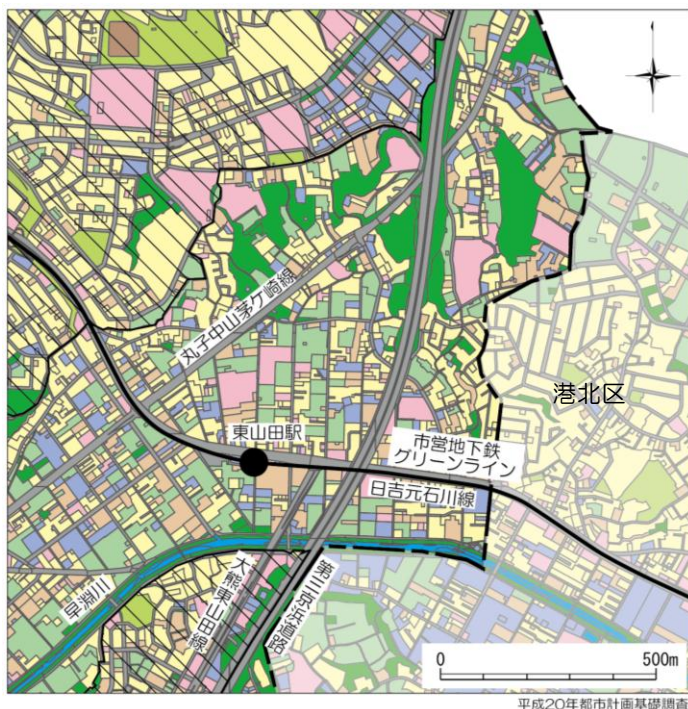 丸子中山茅ケ崎線
港北区
東山田駅
市営地下鉄
グリーンライン
日吉元石川線
早淵川
大熊東山田線
第三京浜道路
0 500m
平成20年都市計画基礎調査